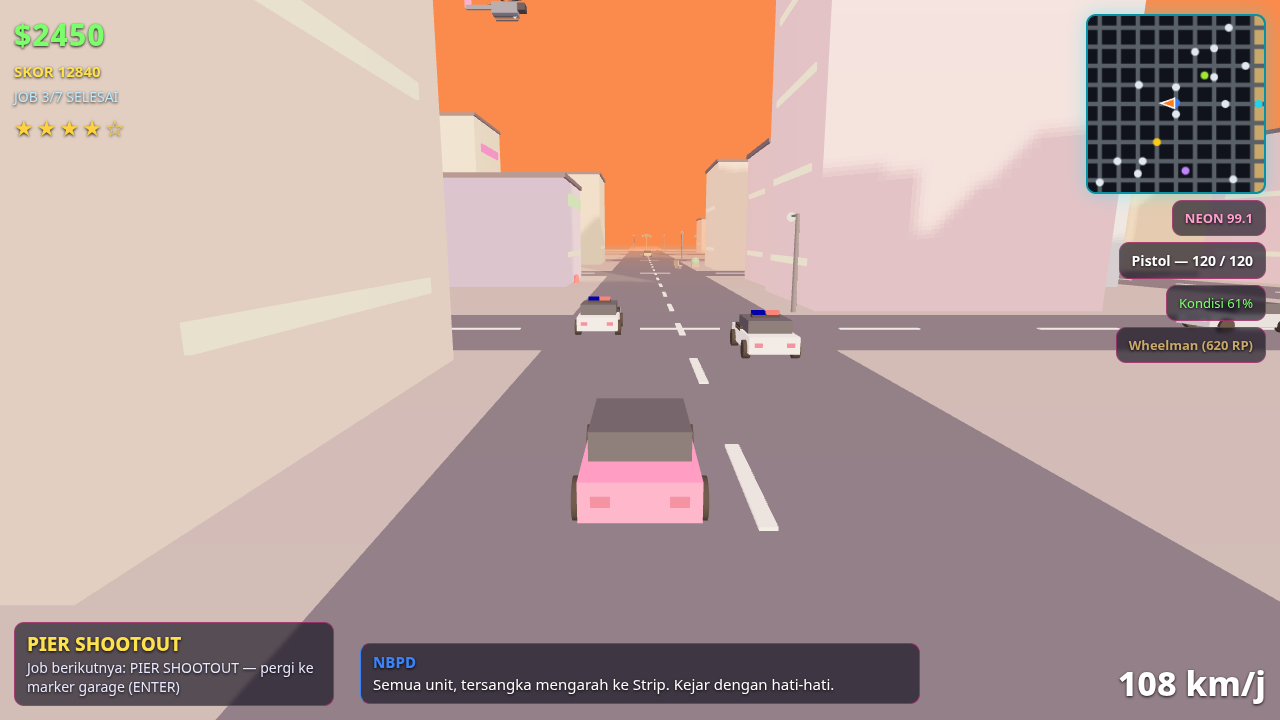 $2450
SKOR 12840
JOB 3/7 SELESAI
★★★★☆
NEON 99.1
Pistol — 120 / 120
Kondisi 61%
Wheelman (620 RP)
PIER SHOOTOUT
Job berikutnya: PIER SHOOTOUT — pergi ke
marker garage (ENTER)
NBPD
Semua unit, tersangka mengarah ke Strip. Kejar dengan hati-hati.
108 km/j